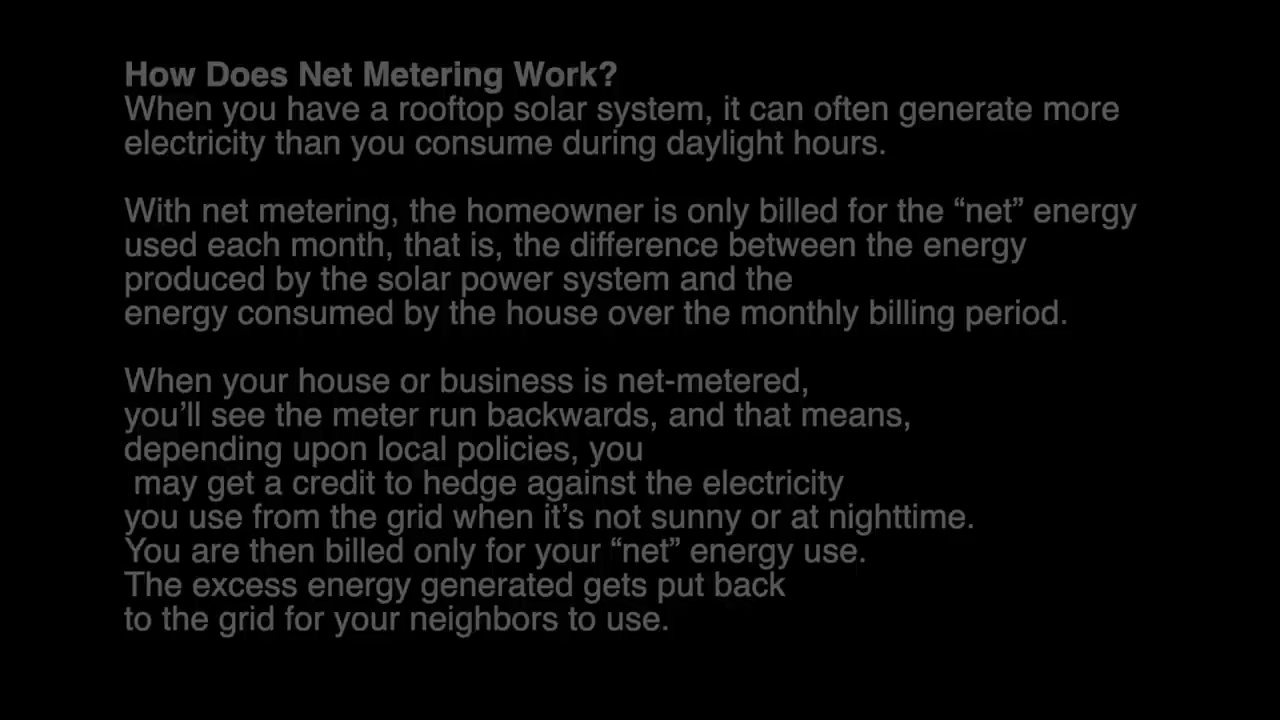 How Does Net Metering Work?
When you have a rooftop solar system, it can often generate more
electricity than you consume during daylight hours.
With net metering, the homeowner is only billed for the “net” energy
used each month, that is, the difference between the energy
produced by the solar power system and the
energy consumed by the house over the monthly billing period.
When your house or business is net-metered,
you’ll see the meter run backwards, and that means,
depending upon local policies, you
may get a credit to hedge against the electricity
you use from the grid when it’s not sunny or at nighttime.
You are then billed only for your “net” energy use.
The excess energy generated gets put back
to the grid for your neighbors to use.